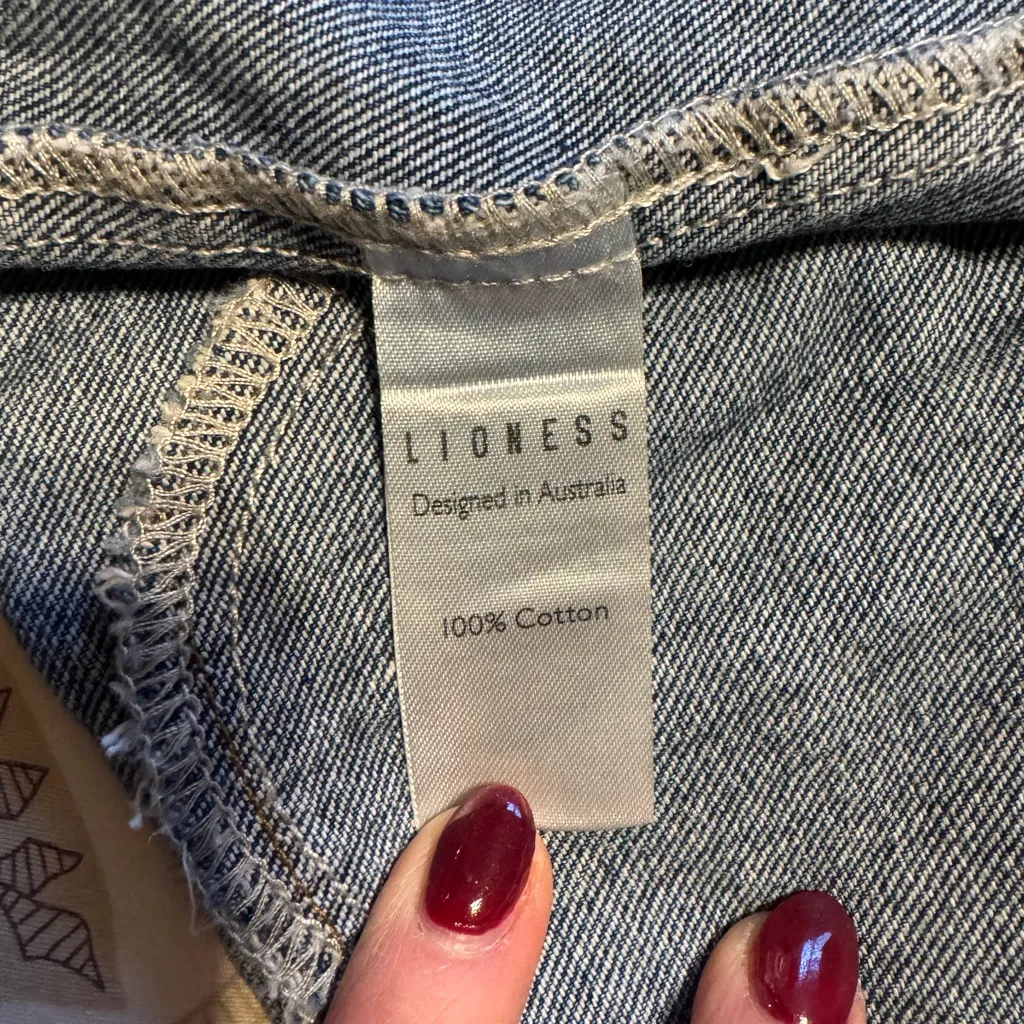 LIONESS
Designed in Australia
100% Cotton